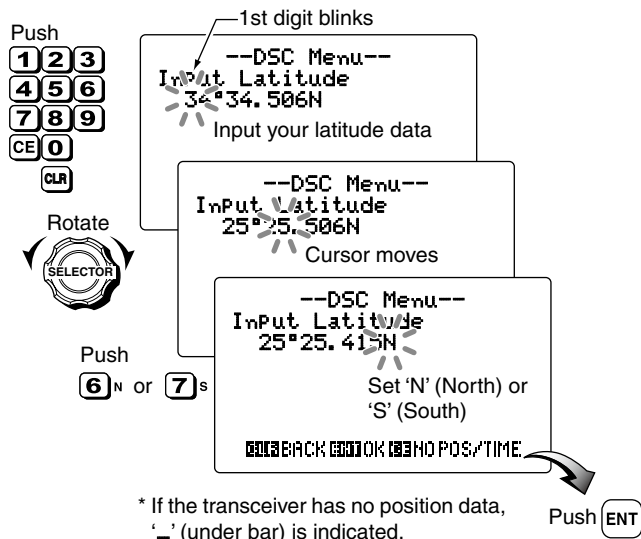 1st digit blinks
Push
1 2 3
4 5 6
7 8 9
CE 0
CLR
--DSC Menu--
InPut Latitude
34°34.506N
Input your latitude data
Rotate
SELECTOR
--DSC Menu--
InPut Latitude
25°25.506N
Cursor moves
Push
6 N or 7 S
--DSC Menu--
InPut Latitude
25°25.415N
Set ‘N’ (North) or
‘S’ (South)
BACK OK CE NO POS/TIME
Push ENT
* If the transceiver has no position data,
‘_’ (under bar) is indicated.